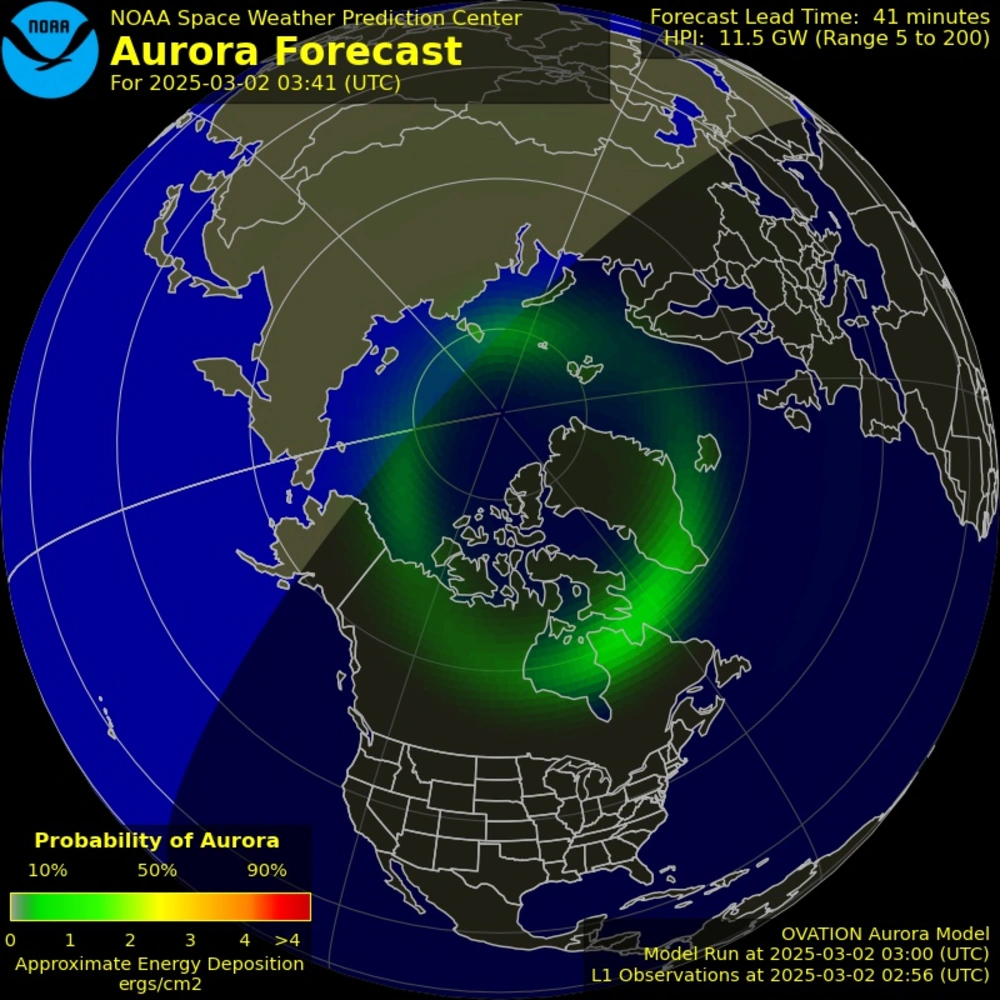 NOAA
NOAA Space Weather Prediction Center
Aurora Forecast
For 2025-03-02 03:41 (UTC)
Forecast Lead Time: 41 minutes
HPI: 11.5 GW (Range 5 to 200)
Probability of Aurora
10% 50% 90%
0 1 2 3 4 >4
Approximate Energy Deposition
ergs/cm2
OVATION Aurora Model
Model Run at 2025-03-02 03:00 (UTC)
L1 Observations at 2025-03-02 02:56 (UTC)